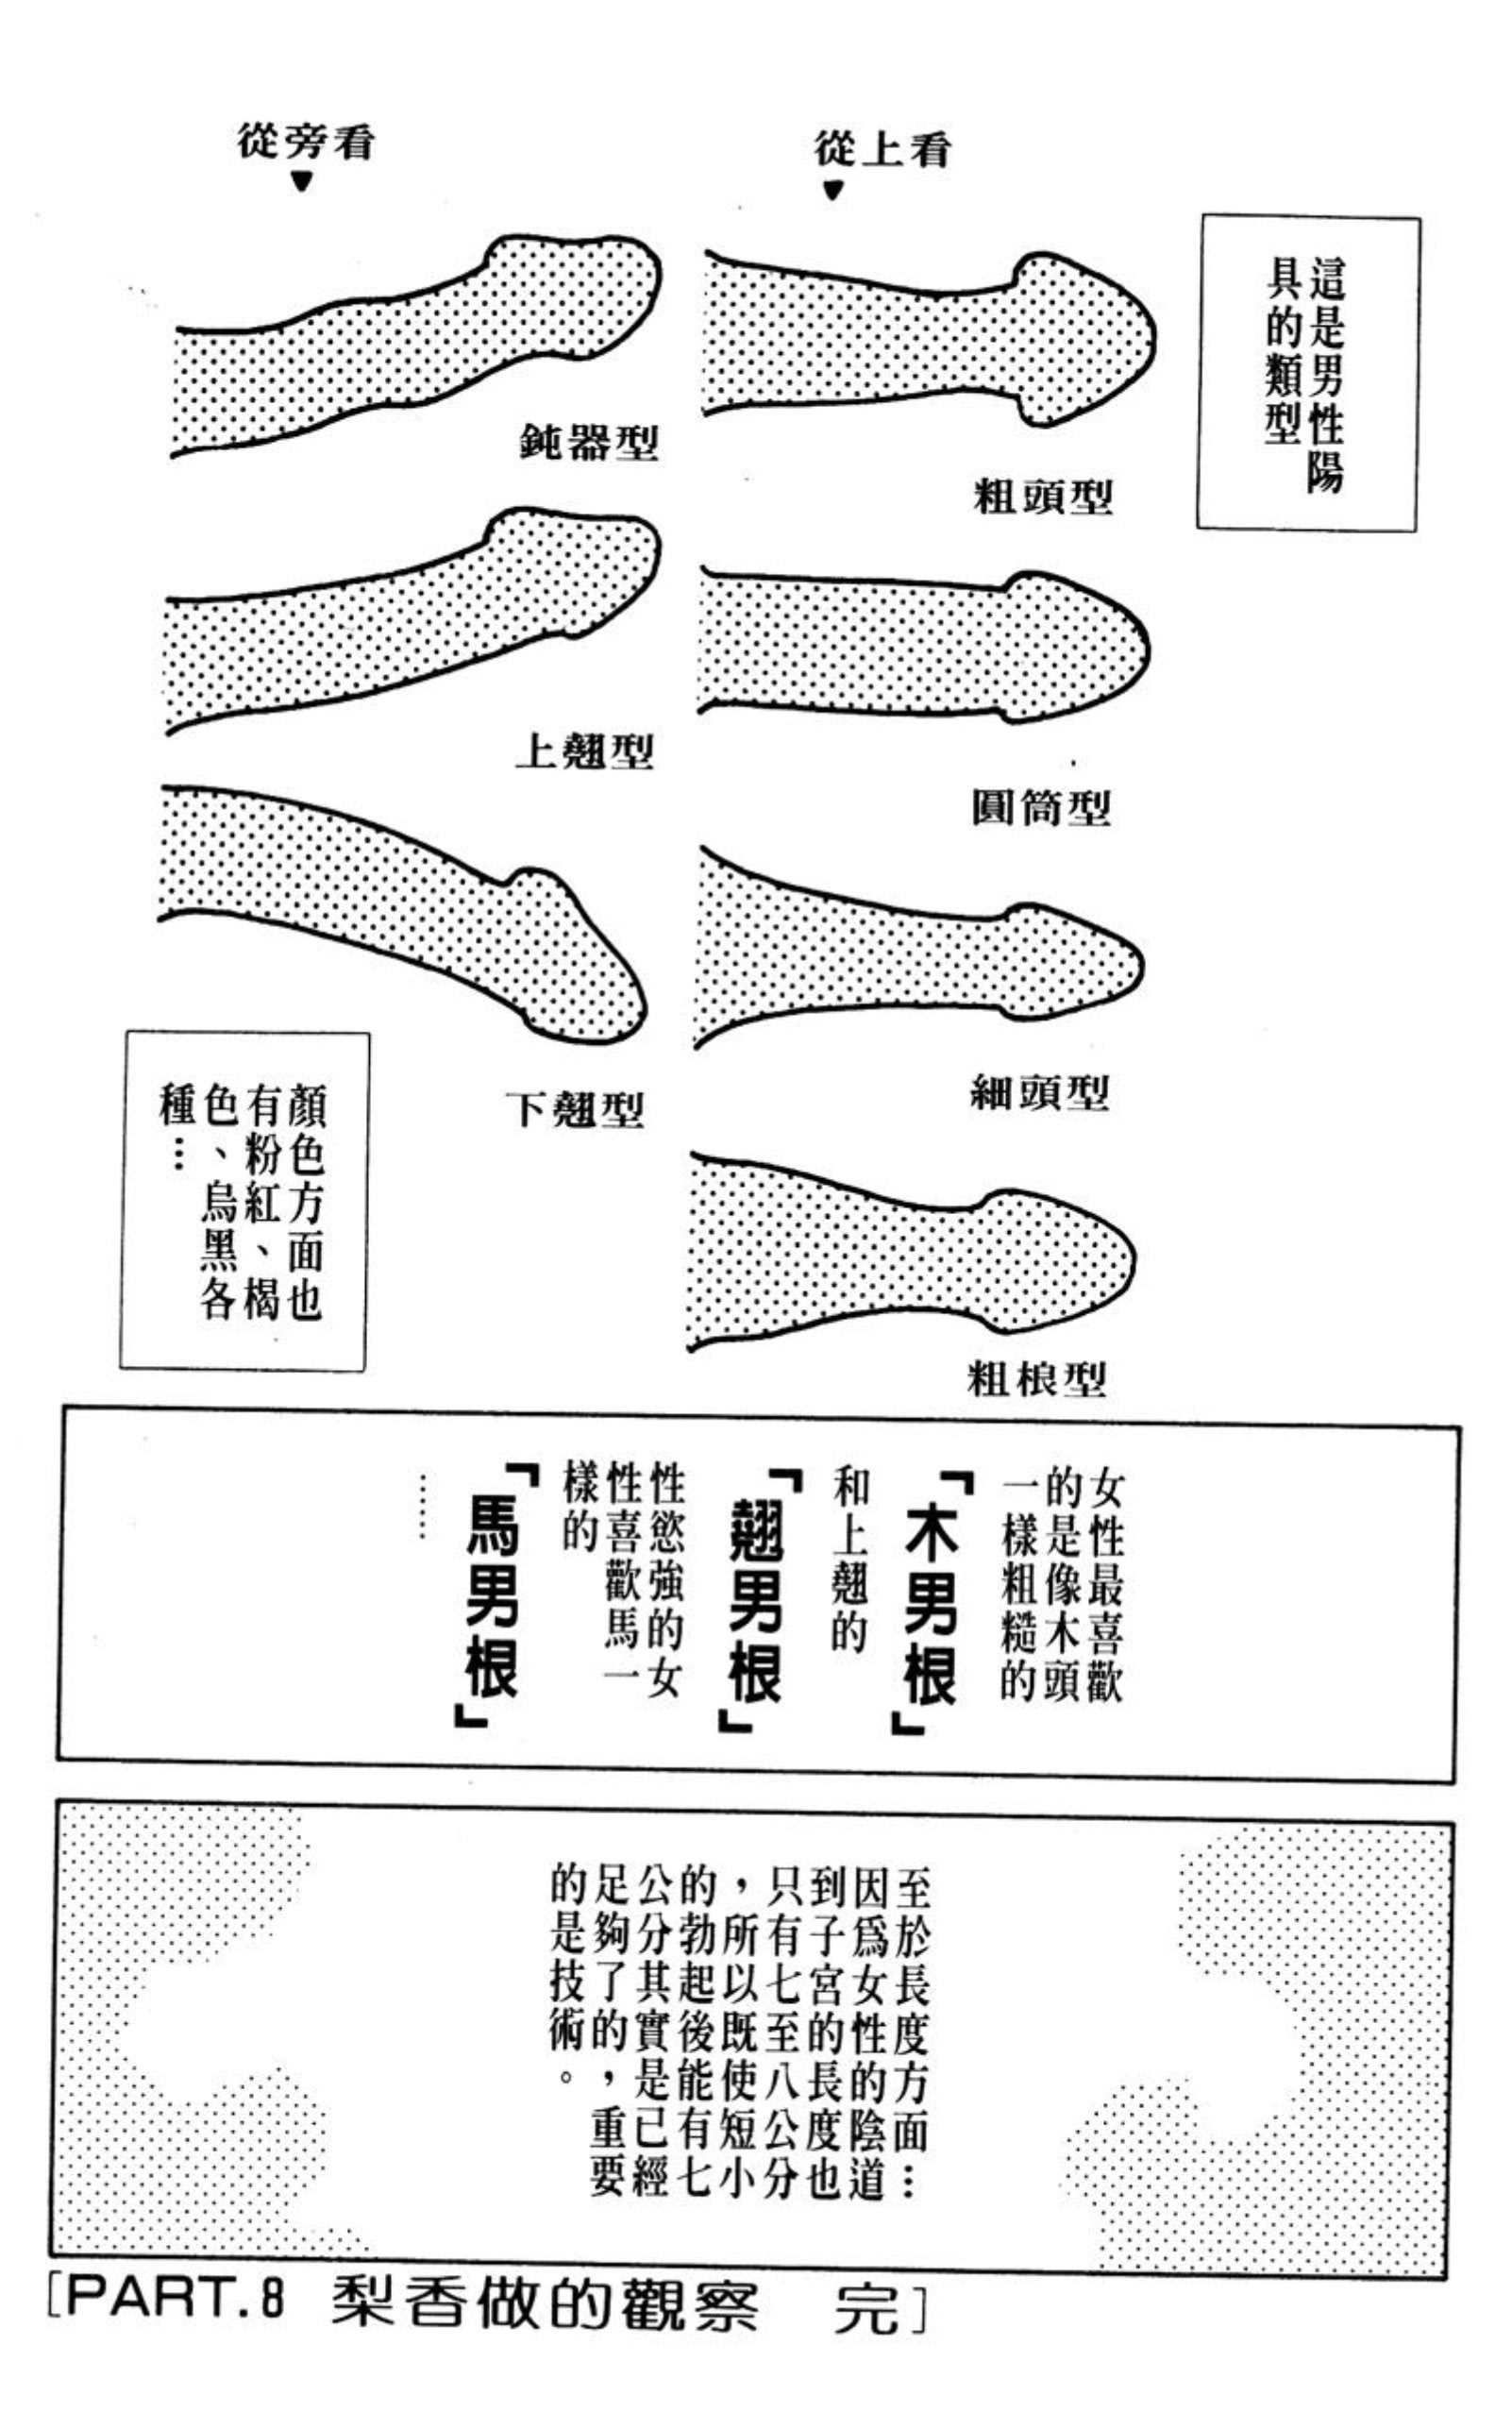 這是男性陽
具的類型
從上看
粗頭型
圓筒型
細頭型
粗桹型
從旁看
鈍器型
上翹型
下翹型
顏色方面也
有粉紅、楬
色、烏黑各
種…
女性最喜歡
的是像木頭
一樣粗糙的
「木男根」
和上翹的
「翹男根」
性慾強的女
性喜歡馬一
樣的
「馬男根」
……
至於長度方面…
因爲女性的陰道
到子宮的長度也
只有七至八公分
，所以既使短小
的勃起後能有七
公分其實是已經
足夠了的，重要
的是技術。
[PART.8 梨香做的觀察 完]